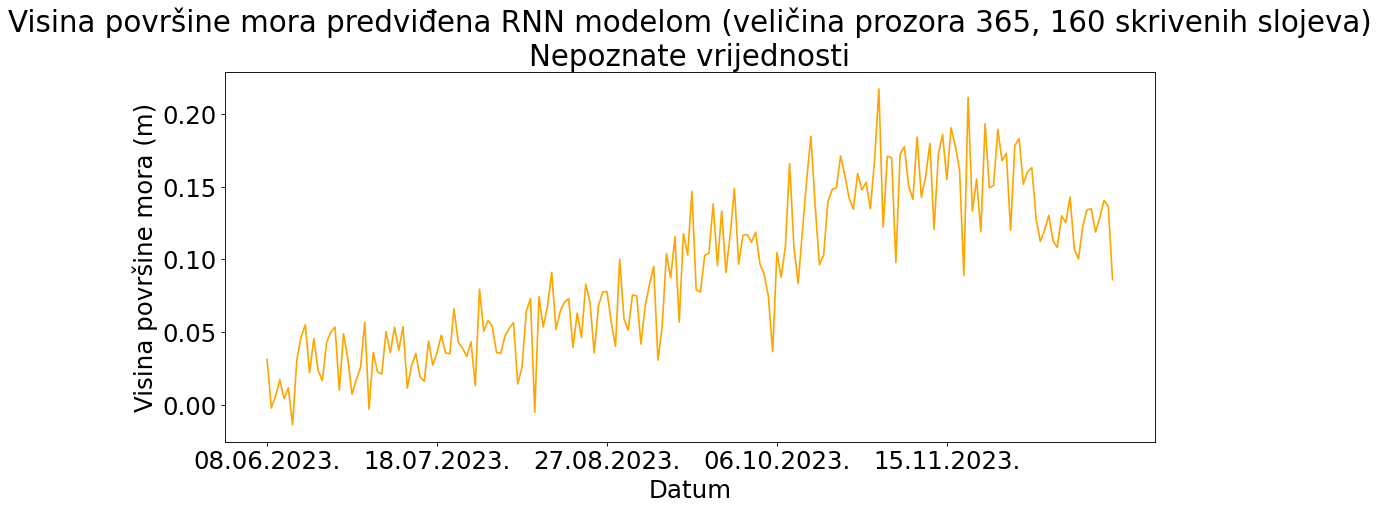 Visina površine mora predviđena RNN modelom (veličina prozora 365, 160 skrivenih slojeva)
Nepoznate vrijednosti
Visina površine mora (m)
0.20
0.15
0.10
0.05
0.00
08.06.2023. 18.07.2023. 27.08.2023. 06.10.2023. 15.11.2023.
Datum